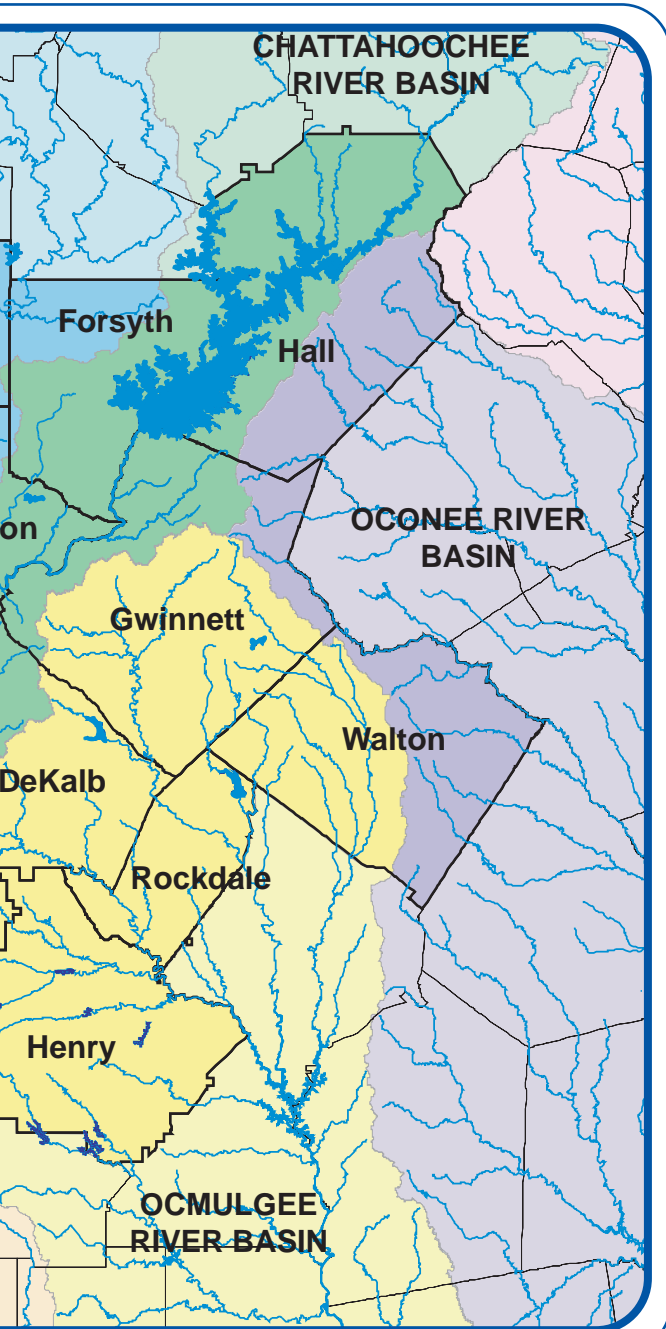 CHATTAHOOCHEE
RIVER BASIN
Forsyth
Hall
OCONEE RIVER
BASIN
on
Gwinnett
Walton
DeKalb
Rockdale
Henry
OCMULGEE
RIVER BASIN